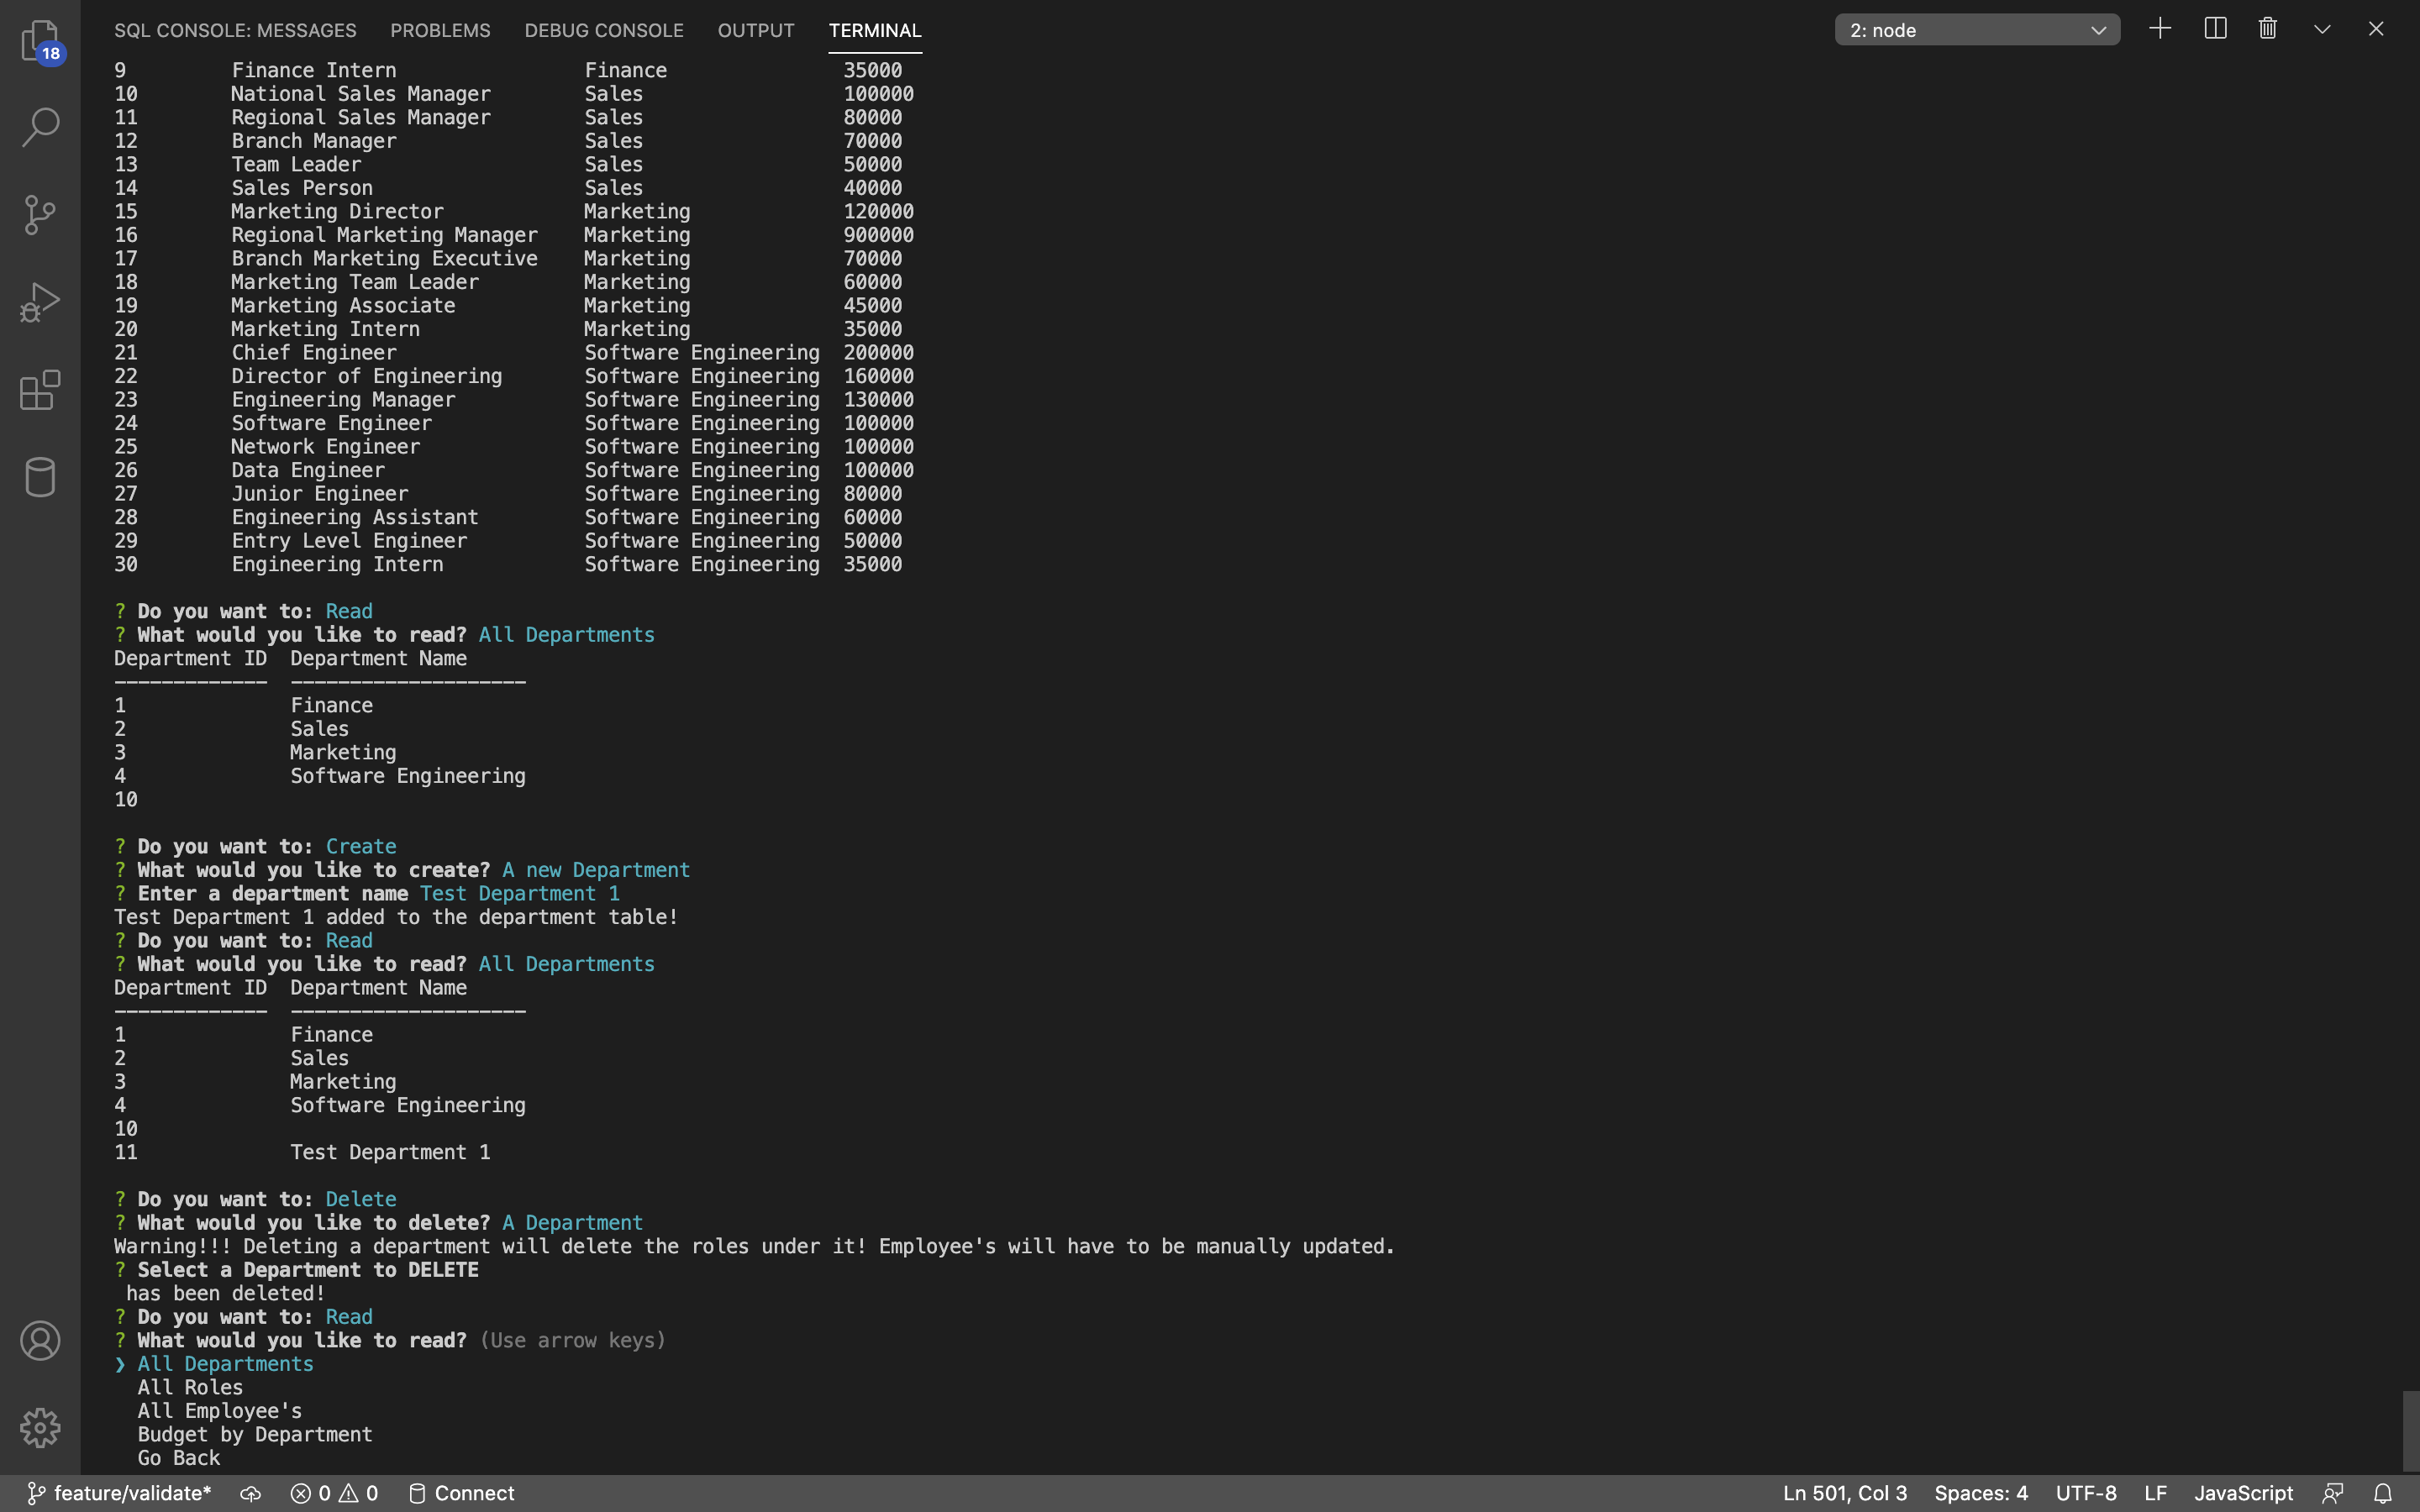 SQL CONSOLE: MESSAGES PROBLEMS DEBUG CONSOLE OUTPUT TERMINAL 2: node
18
9 Finance Intern Finance 35000
10 National Sales Manager Sales 100000
11 Regional Sales Manager Sales 80000
12 Branch Manager Sales 70000
13 Team Leader Sales 50000
14 Sales Person Sales 40000
15 Marketing Director Marketing 120000
16 Regional Marketing Manager Marketing 900000
17 Branch Marketing Executive Marketing 70000
18 Marketing Team Leader Marketing 60000
19 Marketing Associate Marketing 45000
20 Marketing Intern Marketing 35000
21 Chief Engineer Software Engineering 200000
22 Director of Engineering Software Engineering 160000
23 Engineering Manager Software Engineering 130000
24 Software Engineer Software Engineering 100000
25 Network Engineer Software Engineering 100000
26 Data Engineer Software Engineering 100000
27 Junior Engineer Software Engineering 80000
28 Engineering Assistant Software Engineering 60000
29 Entry Level Engineer Software Engineering 50000
30 Engineering Intern Software Engineering 35000
? Do you want to: Read
? What would you like to read? All Departments
Department ID Department Name
------------- --------------------
1 Finance
2 Sales
3 Marketing
4 Software Engineering
10
? Do you want to: Create
? What would you like to create? A new Department
? Enter a department name Test Department 1
Test Department 1 added to the department table!
? Do you want to: Read
? What would you like to read? All Departments
Department ID Department Name
------------- --------------------
1 Finance
2 Sales
3 Marketing
4 Software Engineering
10
11 Test Department 1
? Do you want to: Delete
? What would you like to delete? A Department
Warning!!! Deleting a department will delete the roles under it! Employee's will have to be manually updated.
? Select a Department to DELETE
has been deleted!
? Do you want to: Read
? What would you like to read? (Use arrow keys)
❯ All Departments
All Roles
All Employee's
Budget by Department
Go Back
feature/validate* 0 0 Connect Ln 501, Col 3 Spaces: 4 UTF-8 LF JavaScript